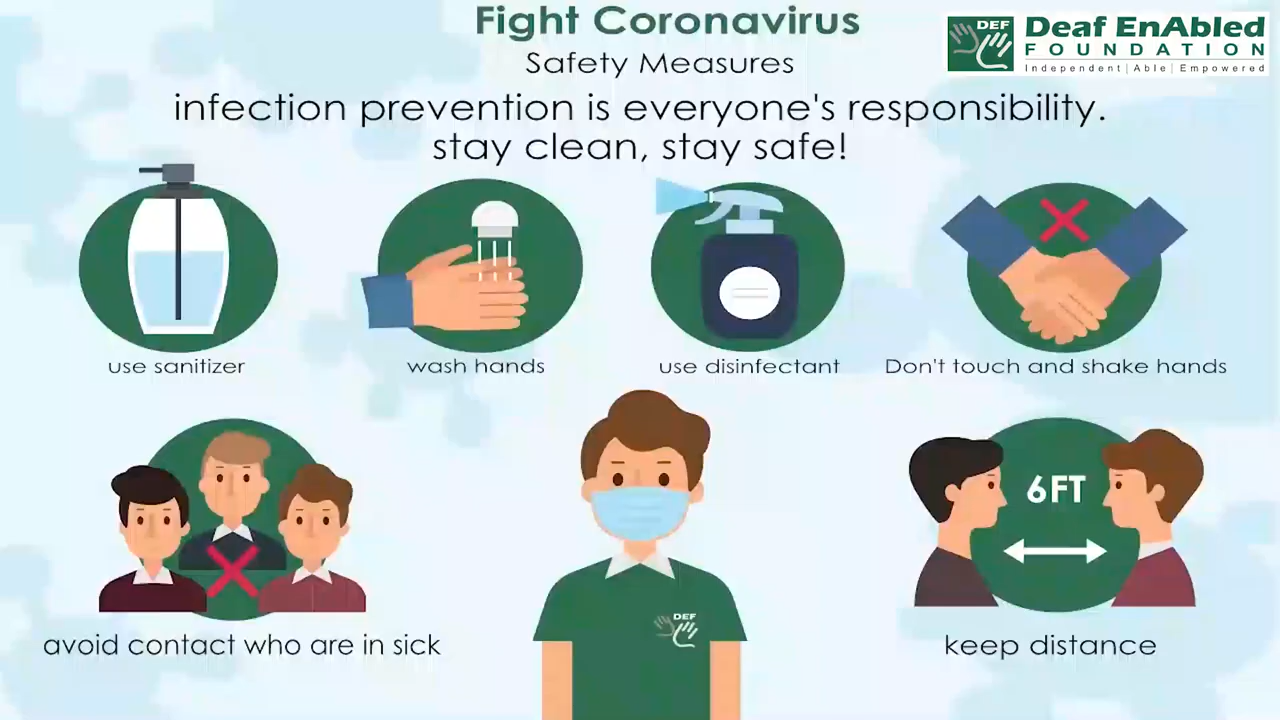 Fight Coronavirus
Safety Measures
infection prevention is everyone's responsibility.
stay clean, stay safe!
DEF
Deaf EnAbled
FOUNDATION
Independent | Able | Empowered
use sanitizer
wash hands
use disinfectant
Don't touch and shake hands
6 FT
DEF
avoid contact who are in sick
keep distance